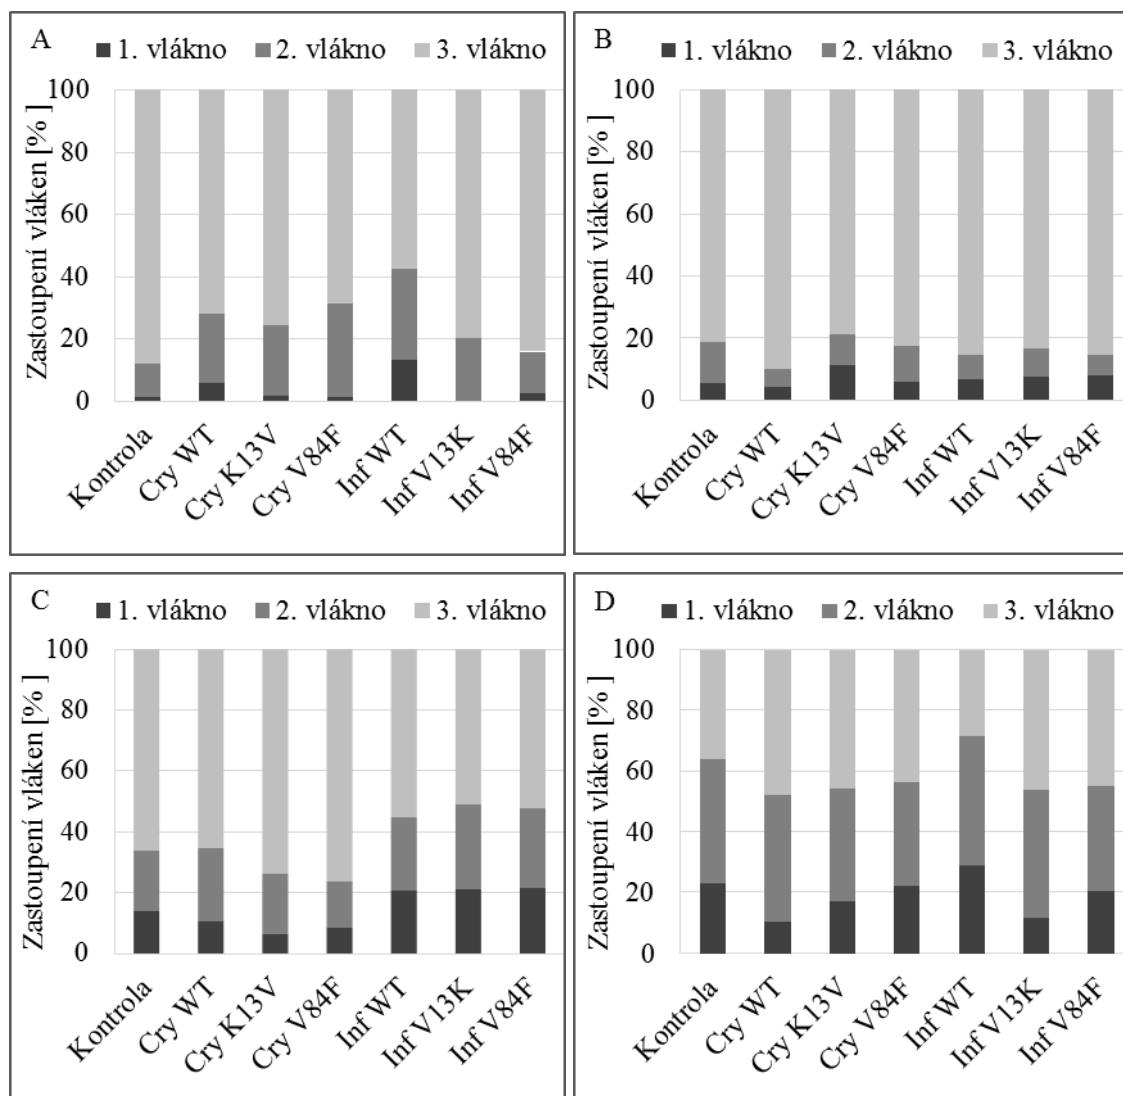 A
1. vlákno 2. vlákno 3. vlákno
Zastoupení vláken [% ]
100
80
60
40
20
0
Kontrola
Cry WT
Cry K13V
Cry V84F
Inf WT
Inf V13K
Inf V84F
B
1. vlákno 2. vlákno 3. vlákno
Zastoupení vláken [% ]
100
80
60
40
20
0
Kontrola
Cry WT
Cry K13V
Cry V84F
Inf WT
Inf V13K
Inf V84F
C
1. vlákno 2. vlákno 3. vlákno
Zastoupení vláken [% ]
100
80
60
40
20
0
Kontrola
Cry WT
Cry K13V
Cry V84F
Inf WT
Inf V13K
Inf V84F
D
1. vlákno 2. vlákno 3. vlákno
Zastoupení vláken [% ]
100
80
60
40
20
0
Kontrola
Cry WT
Cry K13V
Cry V84F
Inf WT
Inf V13K
Inf V84F